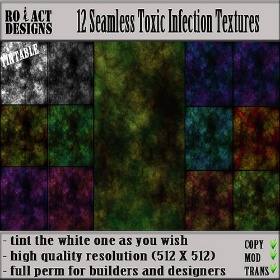 RO ACT
DESIGNS
12 Seamless Toxic Infection Textures
TINTABLE
- tint the white one as you wish
- high quality resolution (512 X 512)
- full perm for builders and designers
COPY
MOD
TRANS